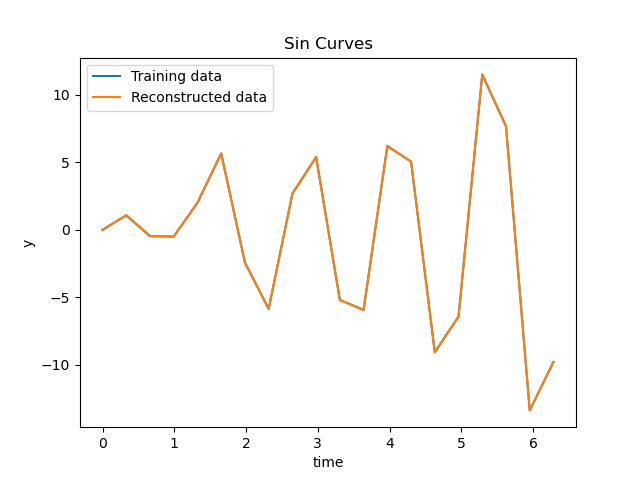 Sin Curves
Training data
Reconstructed data
10
5
0
−5
−10
y
0 1 2 3 4 5 6
time